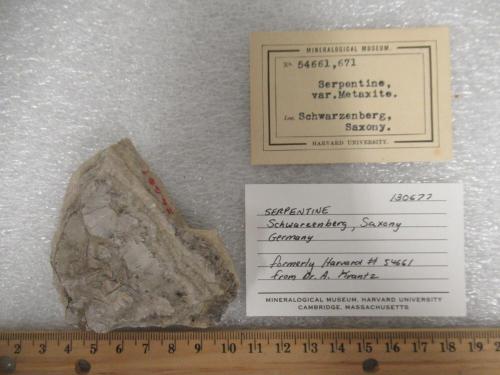 MINERALOGICAL MUSEUM.
No. 54661,671
Serpentine,
var.Metaxite.
Loc. Schwarzenberg,
Saxony.
HARVARD UNIVERSITY.
130677
SERPENTINE
Schwarzenberg, Saxony
Germany
formerly Harvard # 54661
from Dr. A. Krantz
MINERALOGICAL MUSEUM, HARVARD UNIVERSITY
CAMBRIDGE, MASSACHUSETTS
2 3 4 5 6 7 8 9 10 11 12 13 14 15 16 17 18 19 20